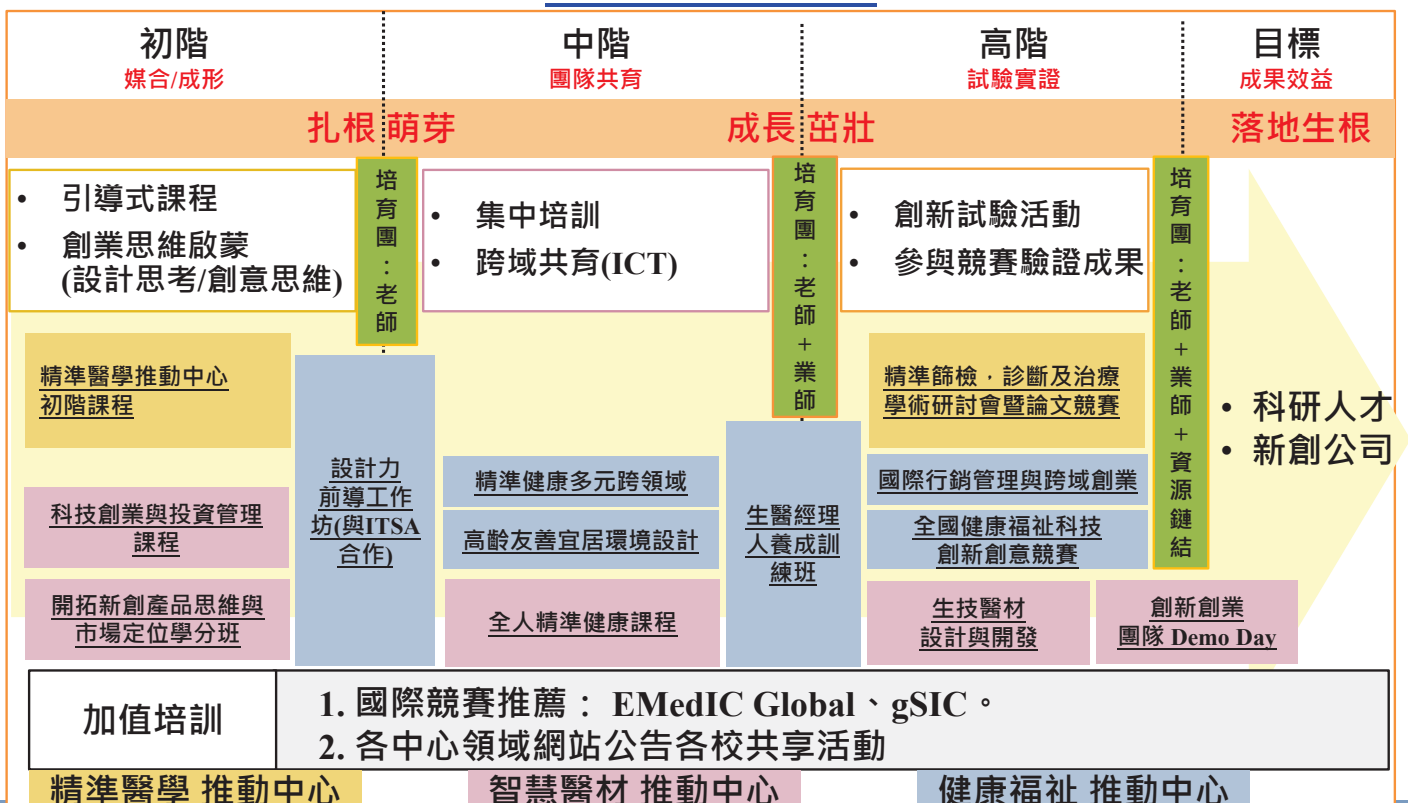 初階
媒合/成形
中階
團隊共育
高階
試驗實證
目標
成果效益
扎根 萌芽
成長 茁壯
落地生根
• 引導式課程
• 創業思維啟蒙
(設計思考/創意思維)
培育團：老師
• 集中培訓
• 跨域共育(ICT)
培育團：老師+業師
• 創新試驗活動
• 參與競賽驗證成果
培育團：老師+業師+資源鏈結
精準醫學推動中心
初階課程
科技創業與投資管理
課程
開拓新創產品思維與
市場定位學分班
設計力
前導工作
坊(與ITSA
合作)
精準健康多元跨領域
高齡友善宜居環境設計
全人精準健康課程
生醫經理
人養成訓
練班
精準篩檢．診斷及治療
學術研討會暨論文競賽
國際行銷管理與跨域創業
全國健康福祉科技
創新創意競賽
生技醫材
設計與開發
創新創業
團隊 Demo Day
• 科研人才
• 新創公司
加值培訓
1. 國際競賽推薦： EMedIC Global、gSIC。
2. 各中心領域網站公告各校共享活動
精準醫學 推動中心
智慧醫材 推動中心
健康福祉 推動中心